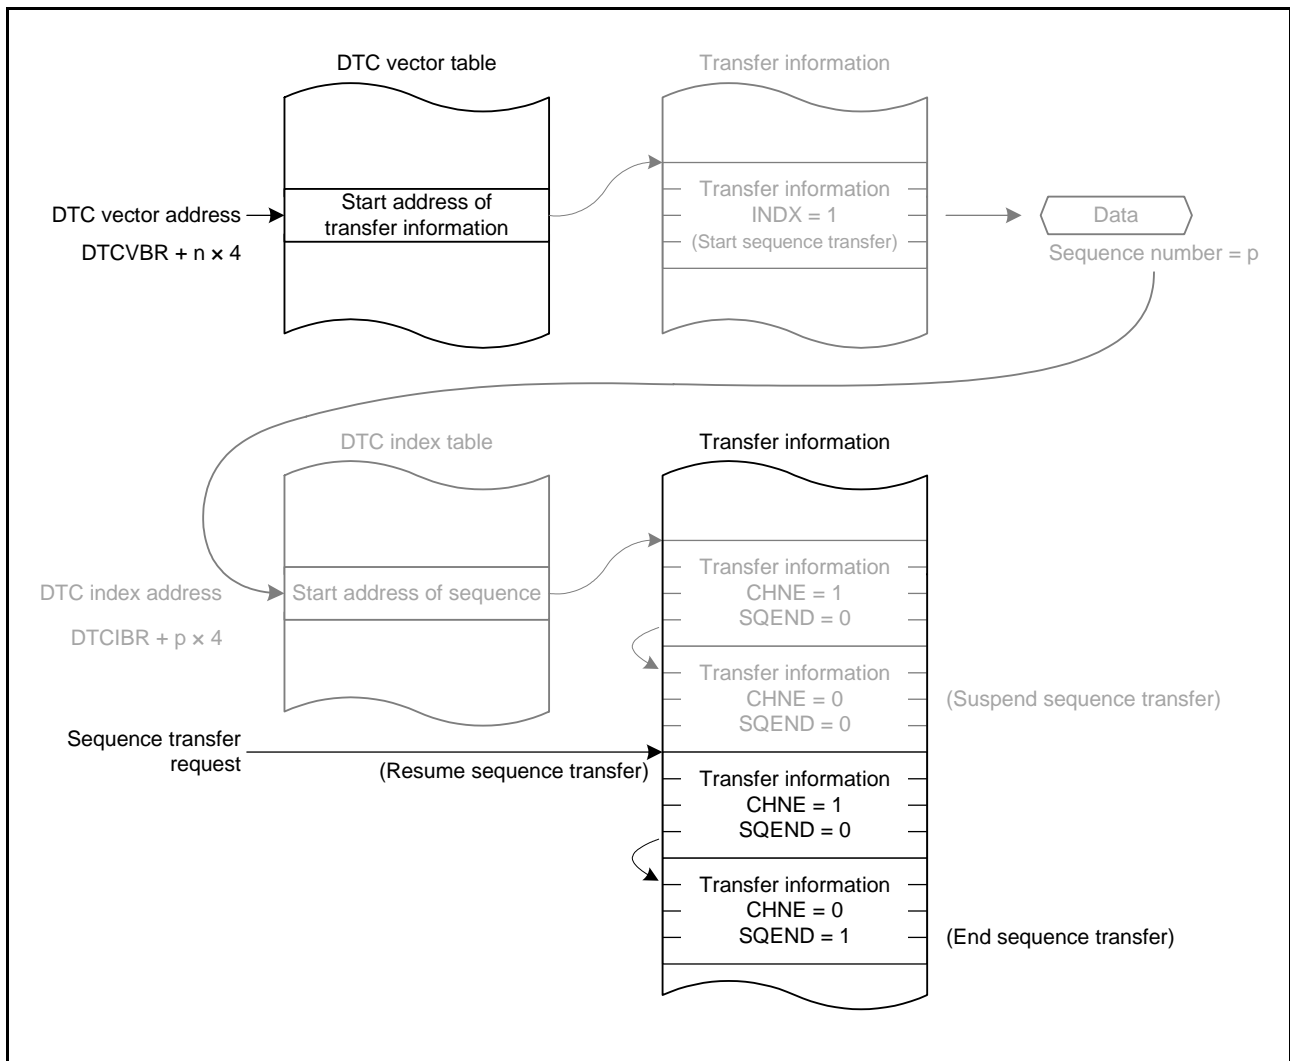 DTC vector table
Transfer information
DTC vector address
DTCVBR + n × 4
Start address of
transfer information
Transfer information
INDX = 1
(Start sequence transfer)
Data
Sequence number = p
DTC index table
Transfer information
DTC index address
DTCIBR + p × 4
Start address of sequence
Transfer information
CHNE = 1
SQEND = 0
Transfer information
CHNE = 0
SQEND = 0
(Suspend sequence transfer)
Sequence transfer
request
(Resume sequence transfer)
Transfer information
CHNE = 1
SQEND = 0
Transfer information
CHNE = 0
SQEND = 1
(End sequence transfer)